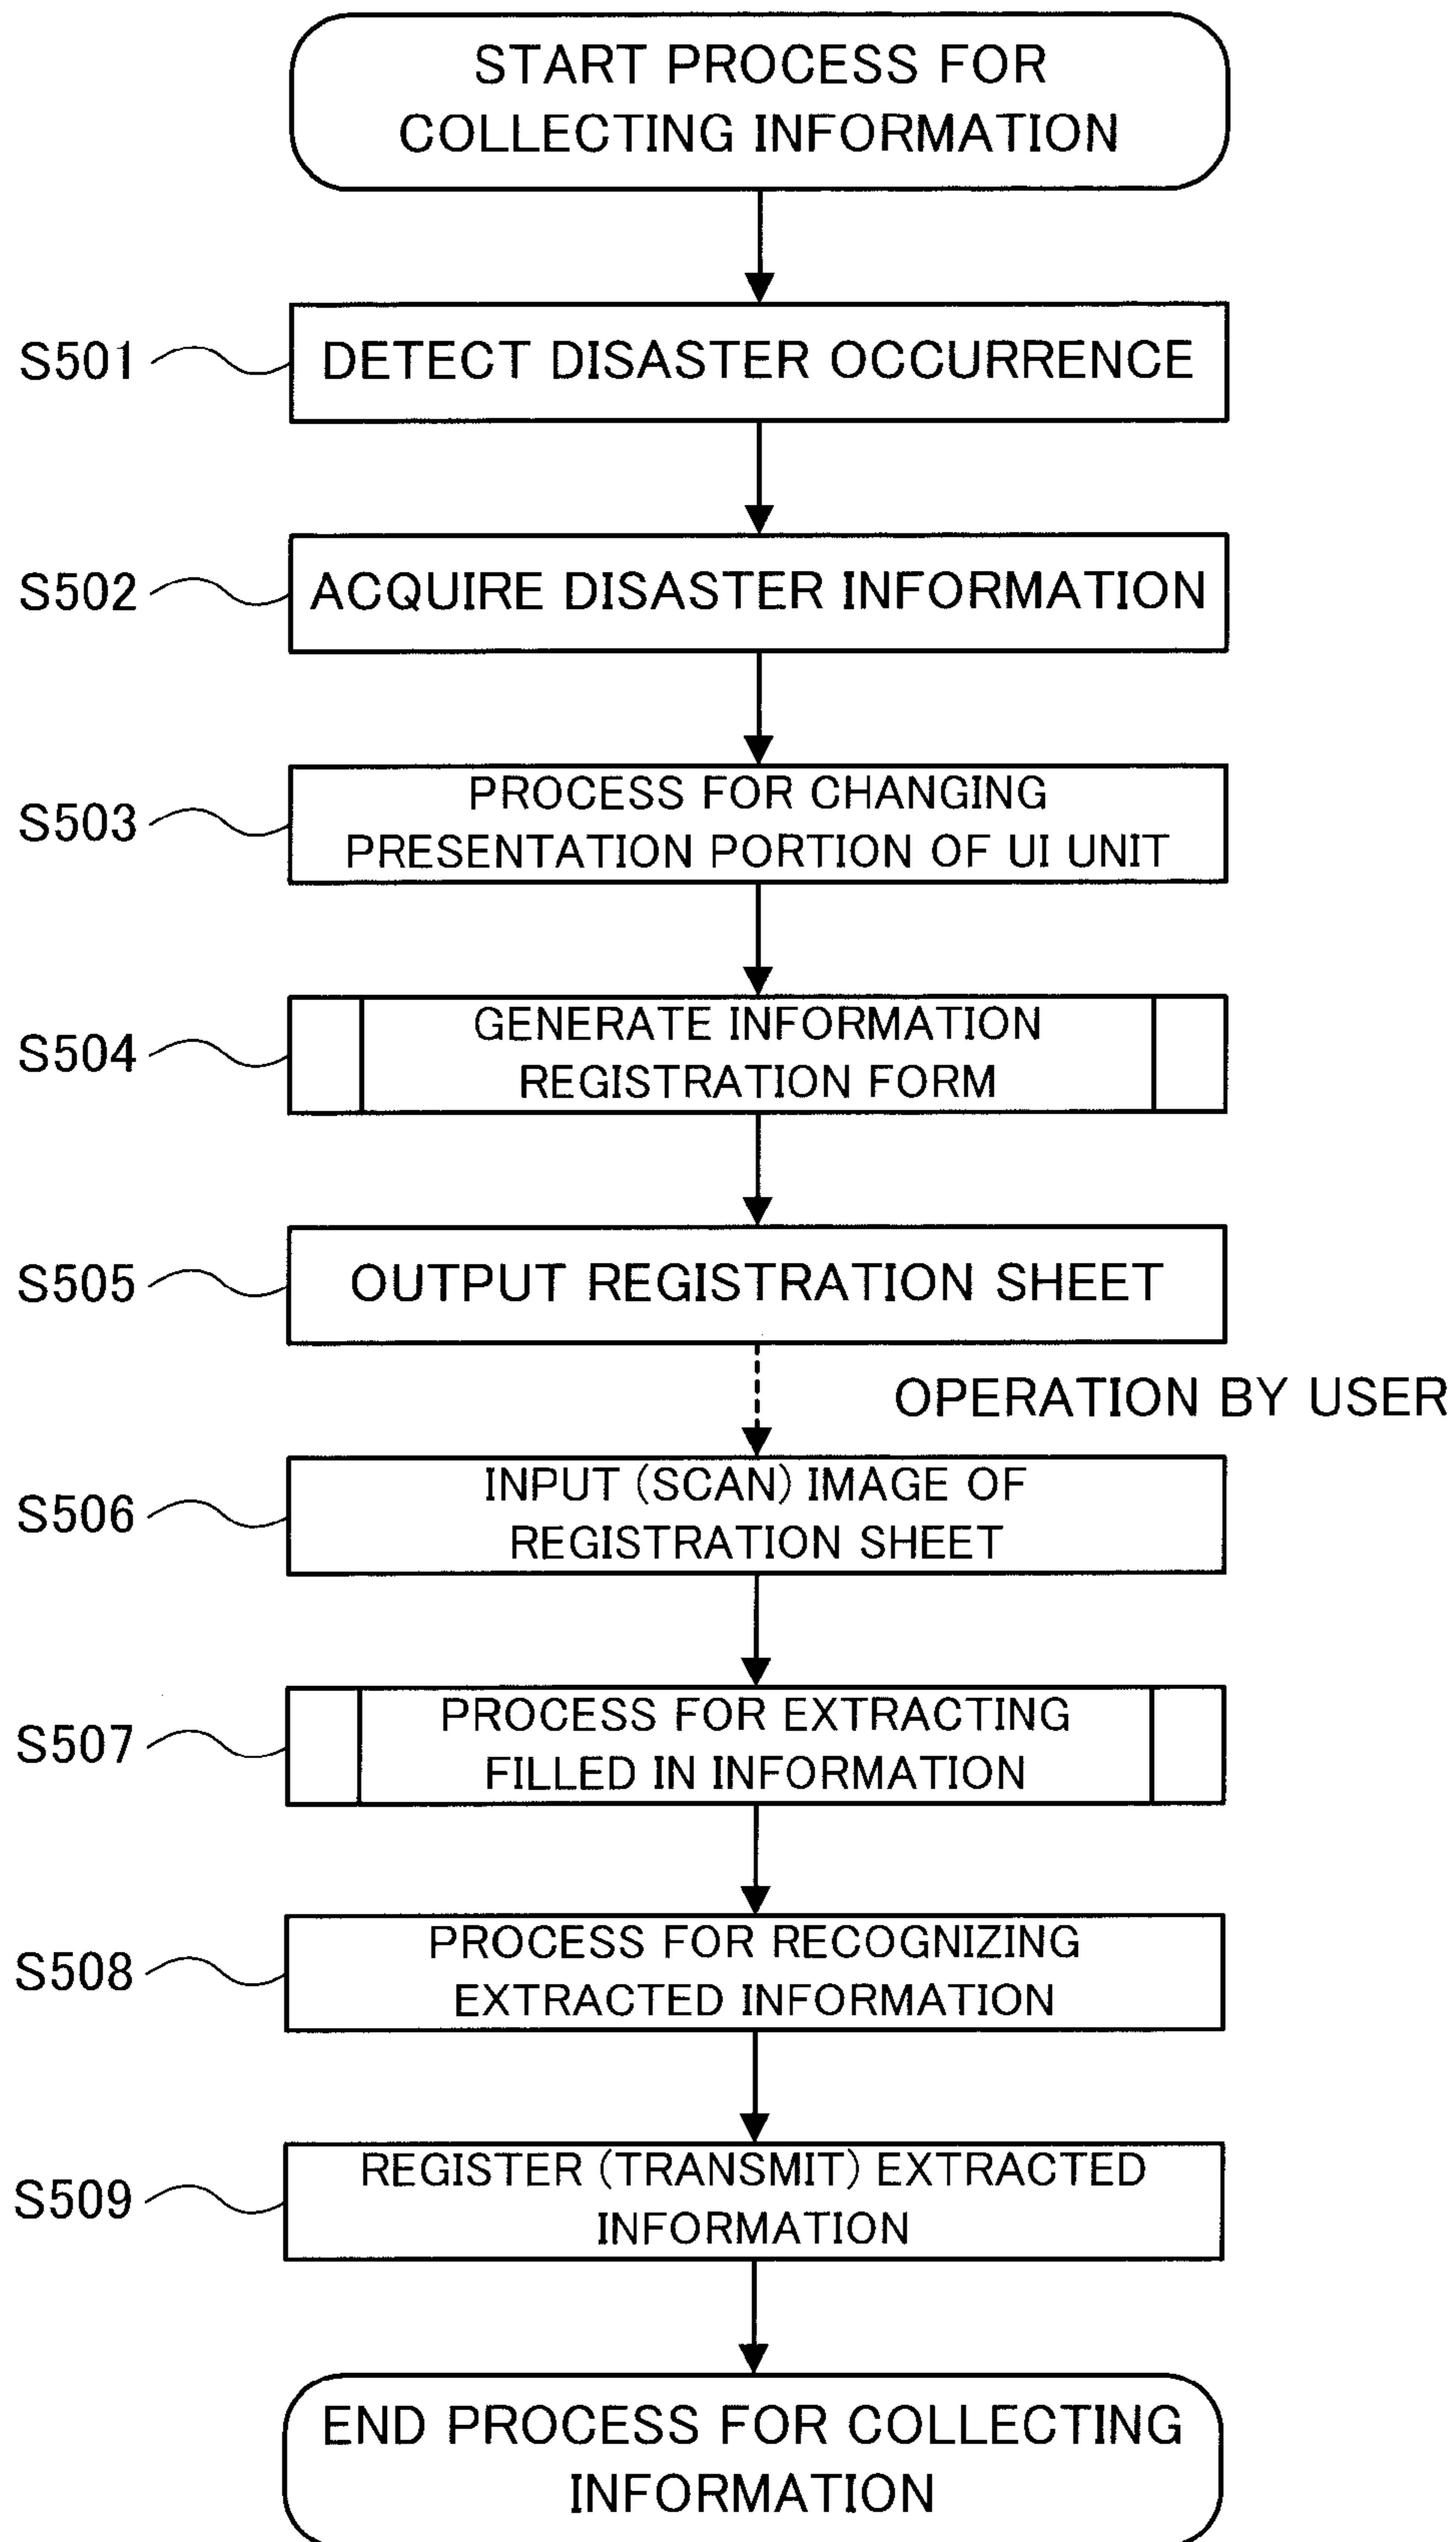 START PROCESS FOR
COLLECTING INFORMATION
S501
DETECT DISASTER OCCURRENCE
S502
ACQUIRE DISASTER INFORMATION
S503
PROCESS FOR CHANGING
PRESENTATION PORTION OF UI UNIT
S504
GENERATE INFORMATION
REGISTRATION FORM
S505
OUTPUT REGISTRATION SHEET
OPERATION BY USER
S506
INPUT (SCAN) IMAGE OF
REGISTRATION SHEET
S507
PROCESS FOR EXTRACTING
FILLED IN INFORMATION
S508
PROCESS FOR RECOGNIZING
EXTRACTED INFORMATION
S509
REGISTER (TRANSMIT) EXTRACTED
INFORMATION
END PROCESS FOR COLLECTING
INFORMATION